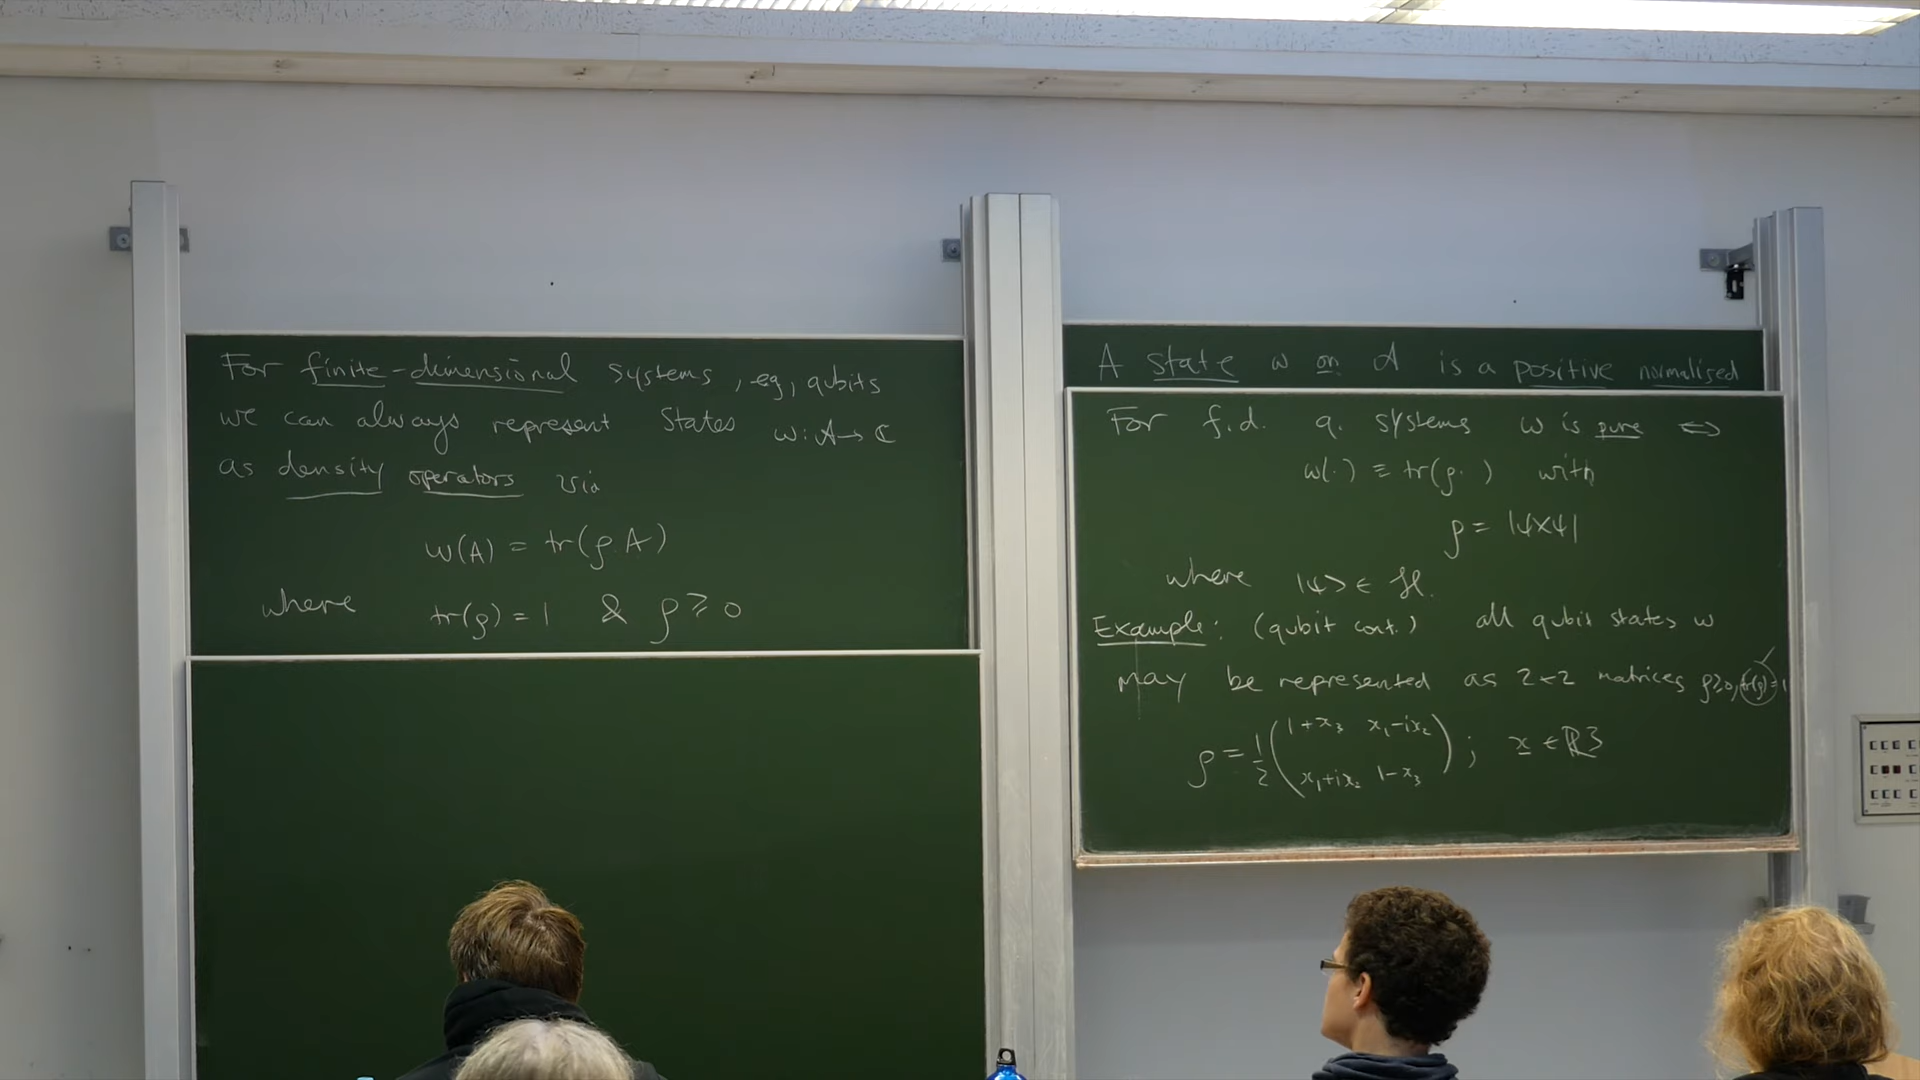 For finite-dimensional systems, eg, qubits
we can always represent states ω: 𝒜 → ℂ
as density operators via
ω(A) = tr(ρ A)
where tr(ρ) = 1 & ρ ⩾ 0
A state ω on 𝒜 is a positive normalised
For f.d. q. systems ω is pure ⇔
ω(·) ≡ tr(ρ· ) with
ρ = |ψ⟩⟨ψ|
where |ψ⟩ ∈ ℋ.
Example: (qubit cont.) all qubit states ω
may be represented as 2×2 matrices ρ⩾0, tr(ρ)=1 ✓
ρ = 1/2 ( 1+x₃ x₁-ix₂ ; x₁+ix₂ 1-x₃ ) ; x ∈ ℝ³